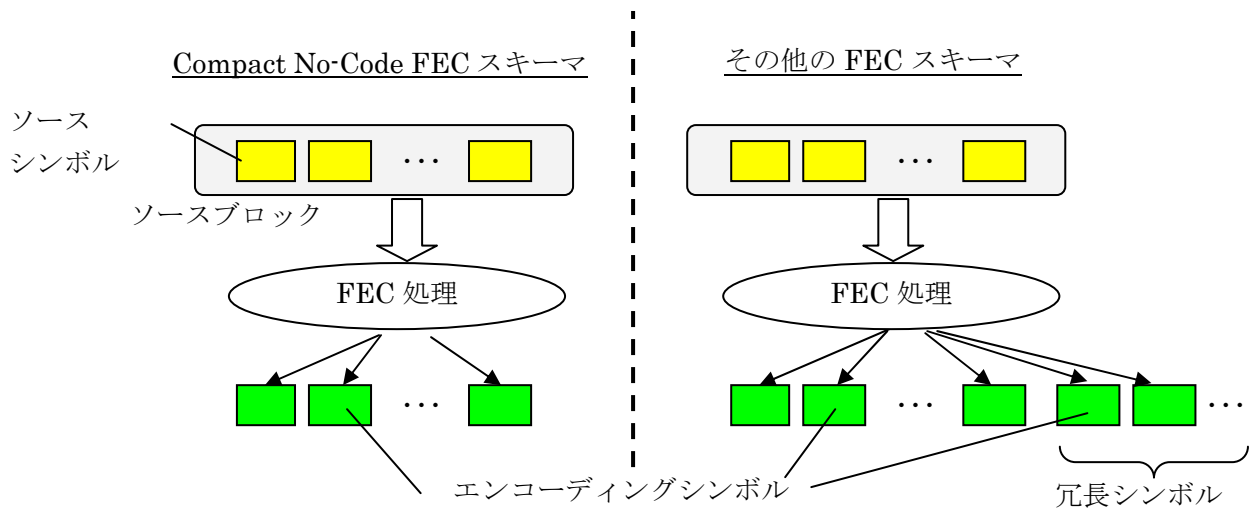 Compact No-Code FEC スキーマ
その他の FEC スキーマ
ソース
シンボル
…
…
ソースブロック
FEC 処理
FEC 処理
…
…
…
エンコーディングシンボル
冗長シンボル